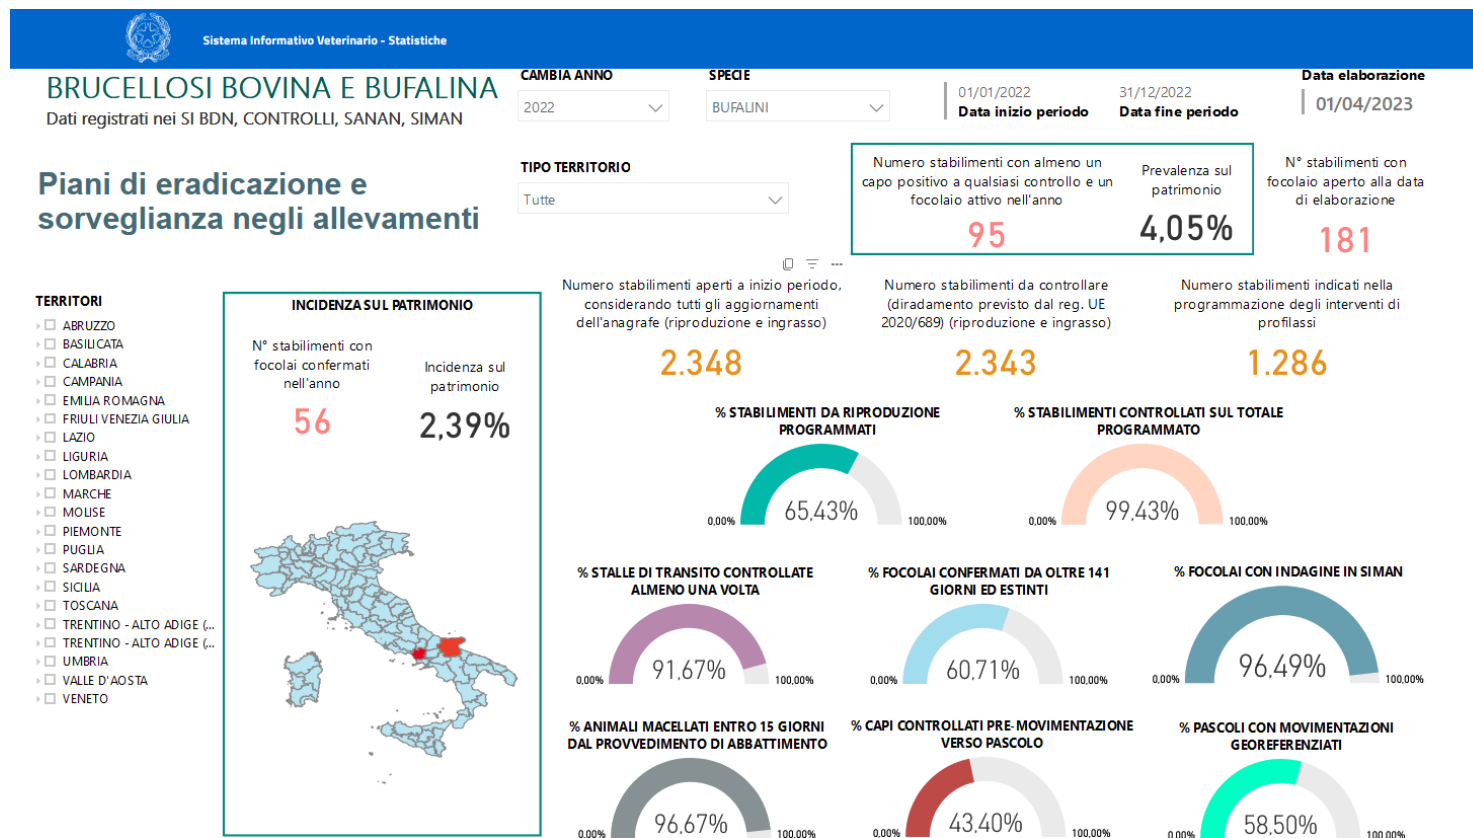 Sistema Informativo Veterinario - Statistiche
BRUCELLOSI BOVINA E BUFALINA
Dati registrati nei SI BDN, CONTROLLI, SANAN, SIMAN
CAMBIA ANNO
2022
SPECIE
BUFALINI
01/01/2022
Data inizio periodo
31/12/2022
Data fine periodo
Data elaborazione
01/04/2023
Piani di eradicazione e
sorveglianza negli allevamenti
TIPO TERRITORIO
Tutte
Numero stabilimenti con almeno un
capo positivo a qualsiasi controllo e un
focolaio attivo nell'anno
95
Prevalenza sul
patrimonio
4,05%
N° stabilimenti con
focolaio aperto alla data
di elaborazione
181
TERRITORI
ABRUZZO
BASILICATA
CALABRIA
CAMPANIA
EMILIA ROMAGNA
FRIULI VENEZIA GIULIA
LAZIO
LIGURIA
LOMBARDIA
MARCHE
MOLISE
PIEMONTE
PUGLIA
SARDEGNA
SICILIA
TOSCANA
TRENTINO - ALTO ADIGE (...
TRENTINO - ALTO ADIGE (...
UMBRIA
VALLE D'AOSTA
VENETO
INCIDENZA SUL PATRIMONIO
N° stabilimenti con
focolai confermati
nell'anno
56
Incidenza sul
patrimonio
2,39%
Numero stabilimenti aperti a inizio periodo,
considerando tutti gli aggiornamenti
dell'anagrafe (riproduzione e ingrasso)
2.348
Numero stabilimenti da controllare
(diradamento previsto dal reg. UE
2020/689) (riproduzione e ingrasso)
2.343
Numero stabilimenti indicati nella
programmazione degli interventi di
profilassi
1.286
% STABILIMENTI DA RIPRODUZIONE
PROGRAMMATI
0,00%
65,43%
100,00%
% STABILIMENTI CONTROLLATI SUL TOTALE
PROGRAMMATO
0,00%
99,43%
100,00%
% STALLE DI TRANSITO CONTROLLATE
ALMENO UNA VOLTA
0,00%
91,67%
100,00%
% FOCOLAI CONFERMATI DA OLTRE 141
GIORNI ED ESTINTI
0,00%
60,71%
100,00%
% FOCOLAI CON INDAGINE IN SIMAN
0,00%
96,49%
100,00%
% ANIMALI MACELLATI ENTRO 15 GIORNI
DAL PROVVEDIMENTO DI ABBATTIMENTO
0,00%
96,67%
100,00%
% CAPI CONTROLLATI PRE-MOVIMENTAZIONE
VERSO PASCOLO
0,00%
43,40%
100,00%
% PASCOLI CON MOVIMENTAZIONI
GEOREFERENZIATI
0,00%
58,50%
100,00%